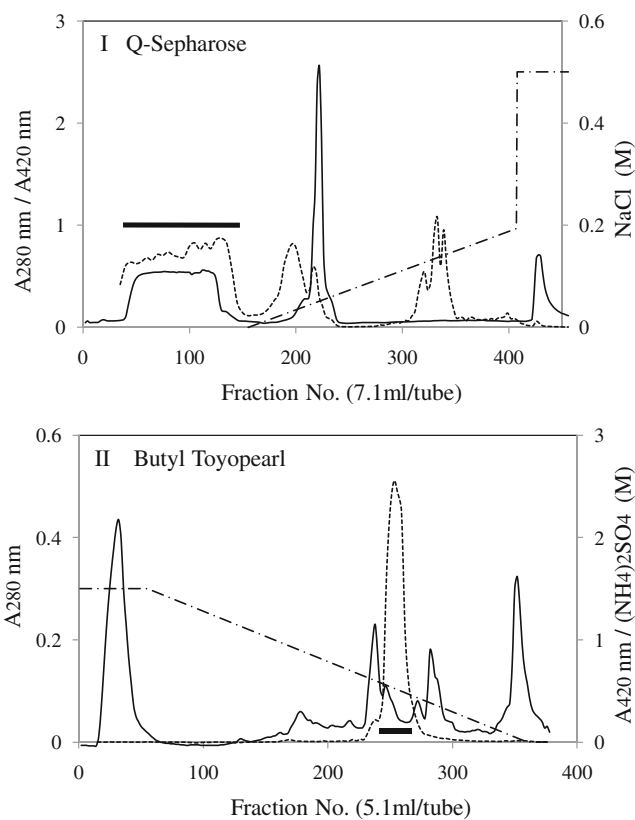 I Q-Sepharose
3
2
1
0
A280 nm / A420 nm
0.6
0.4
0.2
0
NaCl (M)
0 100 200 300 400
Fraction No. (7.1ml/tube)
II Butyl Toyopearl
0.6
0.4
0.2
0
A280 nm
3
2
1
0
A420 nm / (NH4)2SO4 (M)
0 100 200 300 400
Fraction No. (5.1ml/tube)